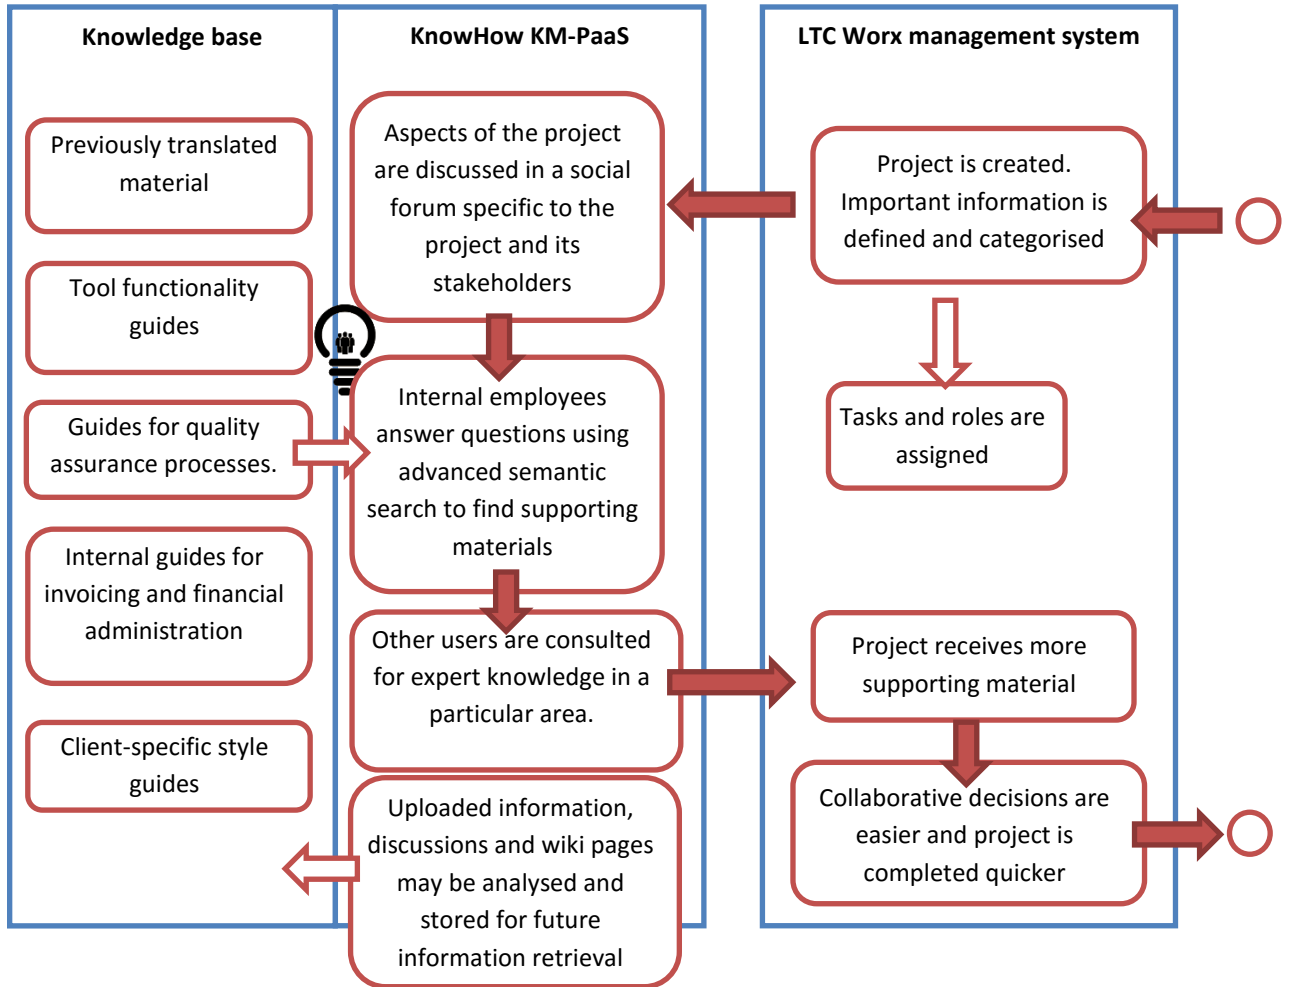 Knowledge base
Previously translated
material
Tool functionality
guides
Guides for quality
assurance processes.
Internal guides for
invoicing and financial
administration
Client-specific style
guides
KnowHow KM-PaaS
Aspects of the project
are discussed in a social
forum specific to the
project and its
stakeholders
Internal employees
answer questions using
advanced semantic
search to find supporting
materials
Other users are consulted
for expert knowledge in a
particular area.
Uploaded information,
discussions and wiki pages
may be analysed and
stored for future
information retrieval
LTC Worx management system
Project is created.
Important information is
defined and categorised
Tasks and roles are
assigned
Project receives more
supporting material
Collaborative decisions are
easier and project is
completed quicker